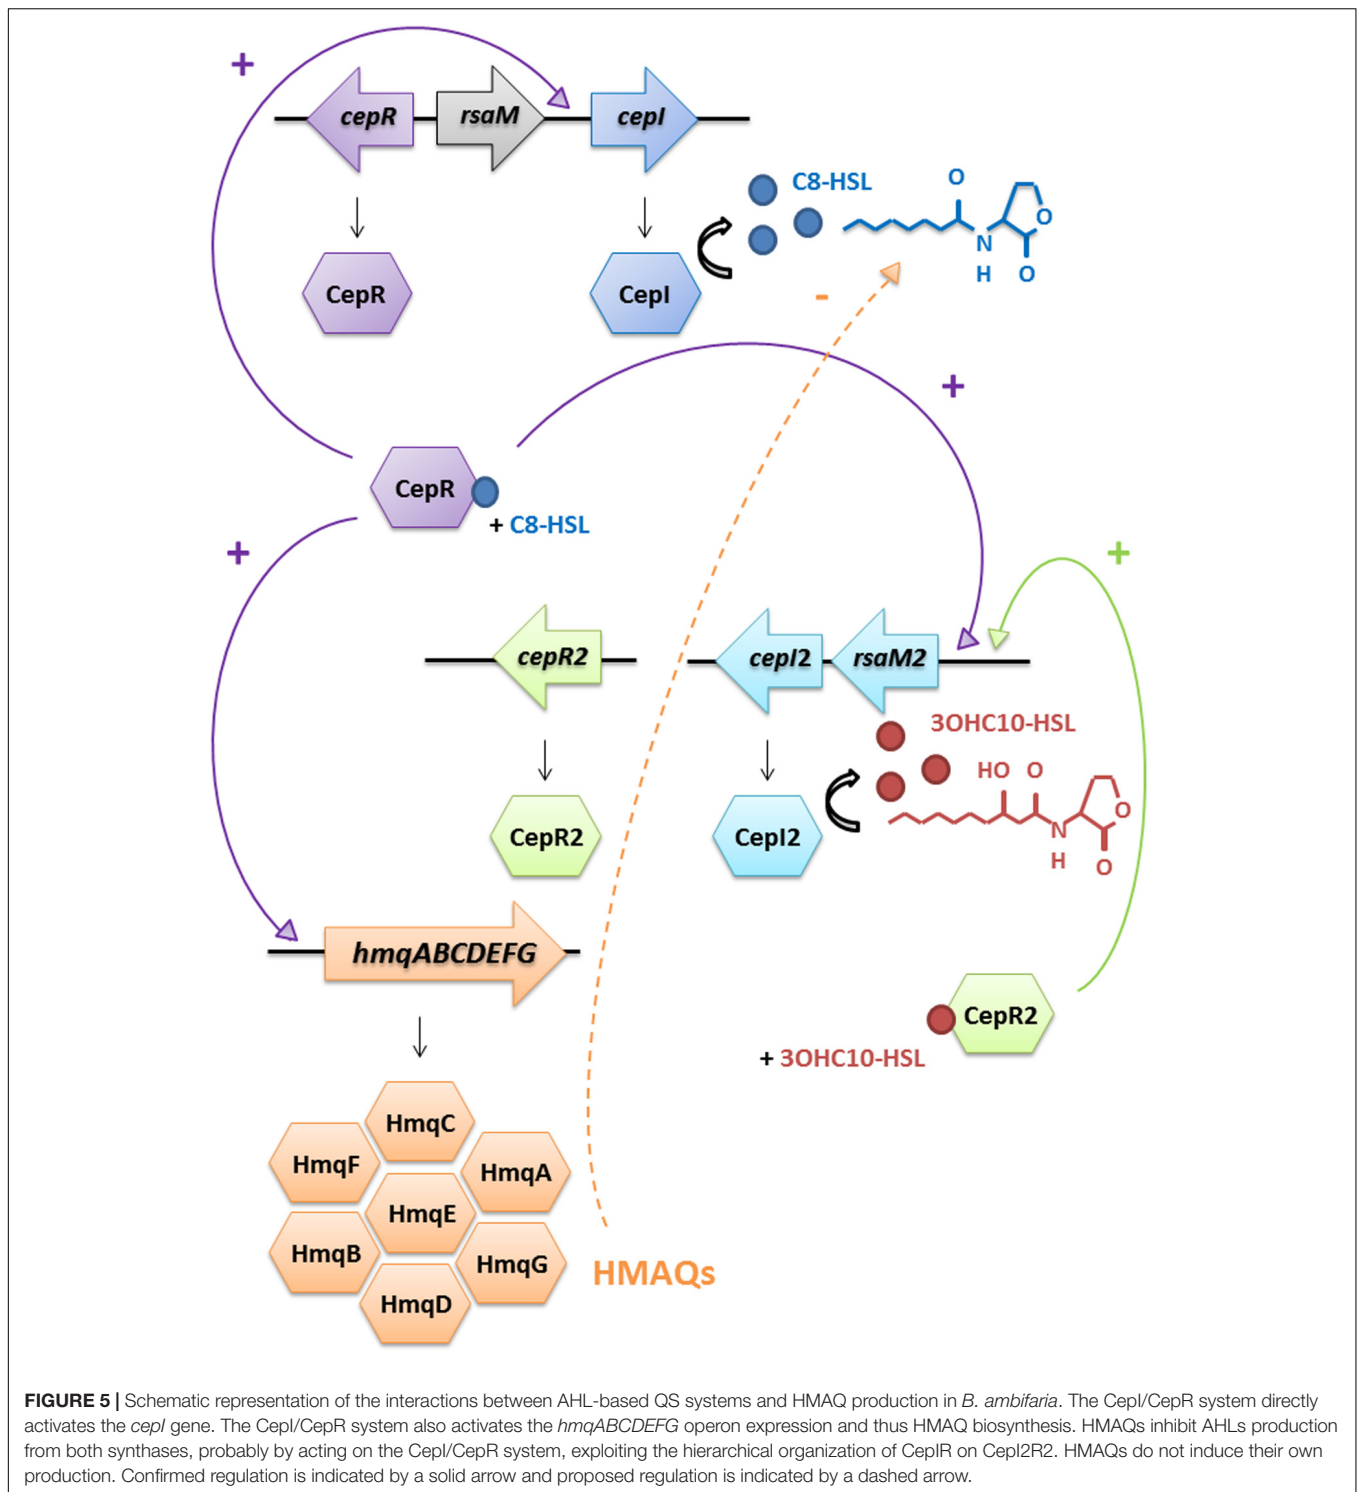 +
cepR
rsaM
cepI
C8-HSL
O
O
N
H
O
CepR
CepI
-
+
CepR
+ C8-HSL
+
+
cepR2
cepI2
rsaM2
3OHC10-HSL
HO
O
O
N
H
O
CepR2
CepI2
hmqABCDEFG
CepR2
+ 3OHC10-HSL
HmqC
HmqF
HmqA
HmqE
HmqB
HmqG
HmqD
HMAQs
FIGURE 5 | Schematic representation of the interactions between AHL-based QS systems and HMAQ production in B. ambifaria. The CepI/CepR system directly
activates the cepI gene. The CepI/CepR system also activates the hmqABCDEFG operon expression and thus HMAQ biosynthesis. HMAQs inhibit AHLs production
from both synthases, probably by acting on the CepI/CepR system, exploiting the hierarchical organization of CepIR on CepI2R2. HMAQs do not induce their own
production. Confirmed regulation is indicated by a solid arrow and proposed regulation is indicated by a dashed arrow.